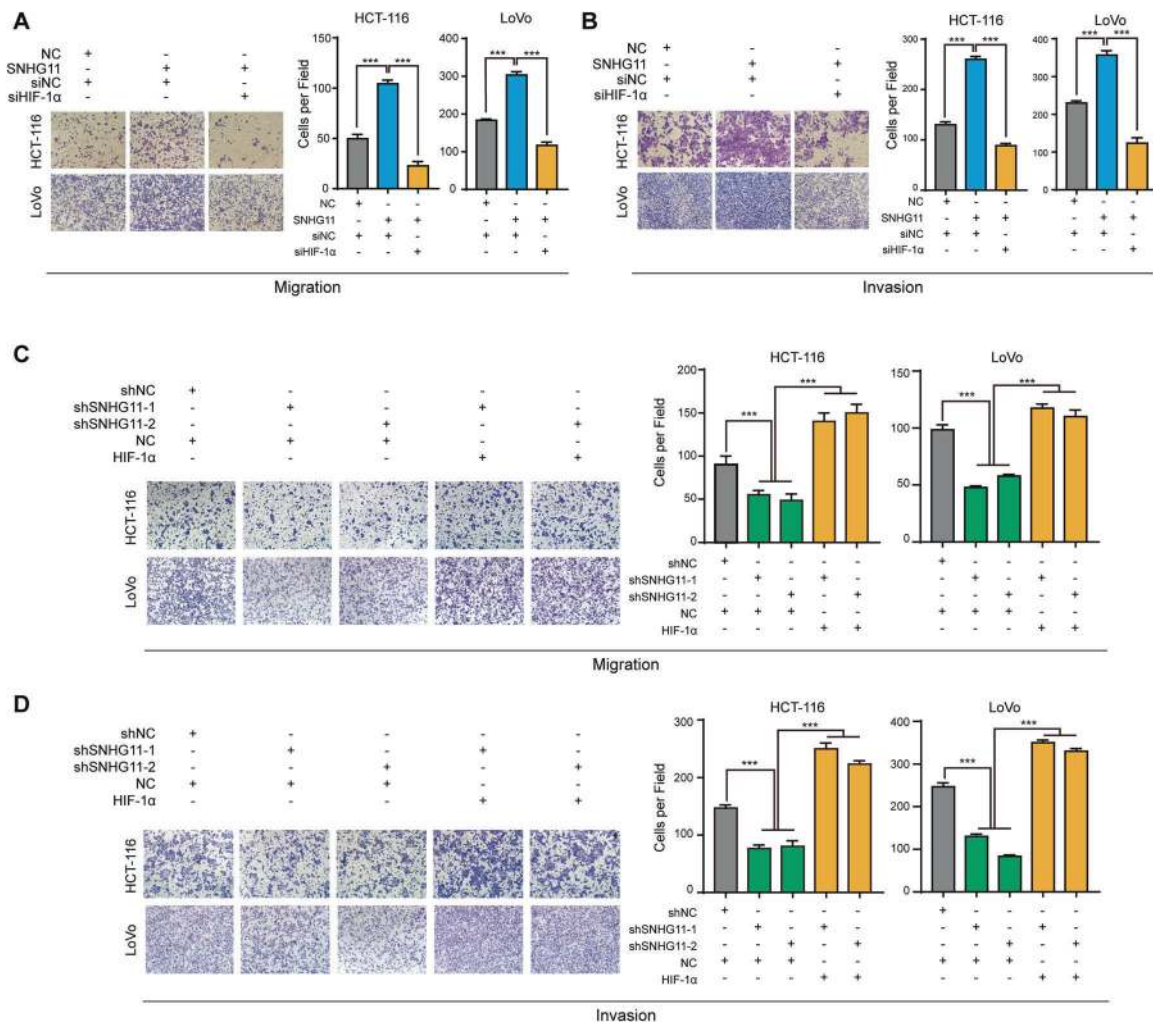 A
NC + - -
SNHG11 - + +
siNC + + -
siHIF-1α - - +
HCT-116
LoVo
HCT-116
Cells per Field
150
100
50
0
***
***
LoVo
400
300
200
100
0
***
***
NC + - - + - -
SNHG11 - + + - + +
siNC + + - + + -
siHIF-1α - - + - - +
Migration
B
NC + - -
SNHG11 - + +
siNC + + -
siHIF-1α - - +
HCT-116
LoVo
HCT-116
Cells per Field
300
200
100
0
***
***
LoVo
400
300
200
100
0
***
***
NC + - - + - -
SNHG11 - + + - + +
siNC + + - + + -
siHIF-1α - - + - - +
Invasion
C
shNC + - - - -
shSNHG11-1 - + - + -
shSNHG11-2 - - + - +
NC + + + - -
HIF-1α - - - + +
HCT-116
LoVo
HCT-116
Cells per Field
200
150
100
50
0
***
***
LoVo
150
100
50
0
***
***
shNC + - - - - + - - - -
shSNHG11-1 - + - + - - + - + -
shSNHG11-2 - - + - + - - + - +
NC + + + - - + + + - -
HIF-1α - - - + + - - - + +
Migration
D
shNC + - - - -
shSNHG11-1 - + - + -
shSNHG11-2 - - + - +
NC + + + - -
HIF-1α - - - + +
HCT-116
LoVo
HCT-116
Cells per Field
300
200
100
0
***
***
LoVo
400
300
200
100
0
***
***
shNC + - - - - + - - - -
shSNHG11-1 - + - + - - + - + -
shSNHG11-2 - - + - + - - + - +
NC + + + - - + + + - -
HIF-1α - - - + + - - - + +
Invasion